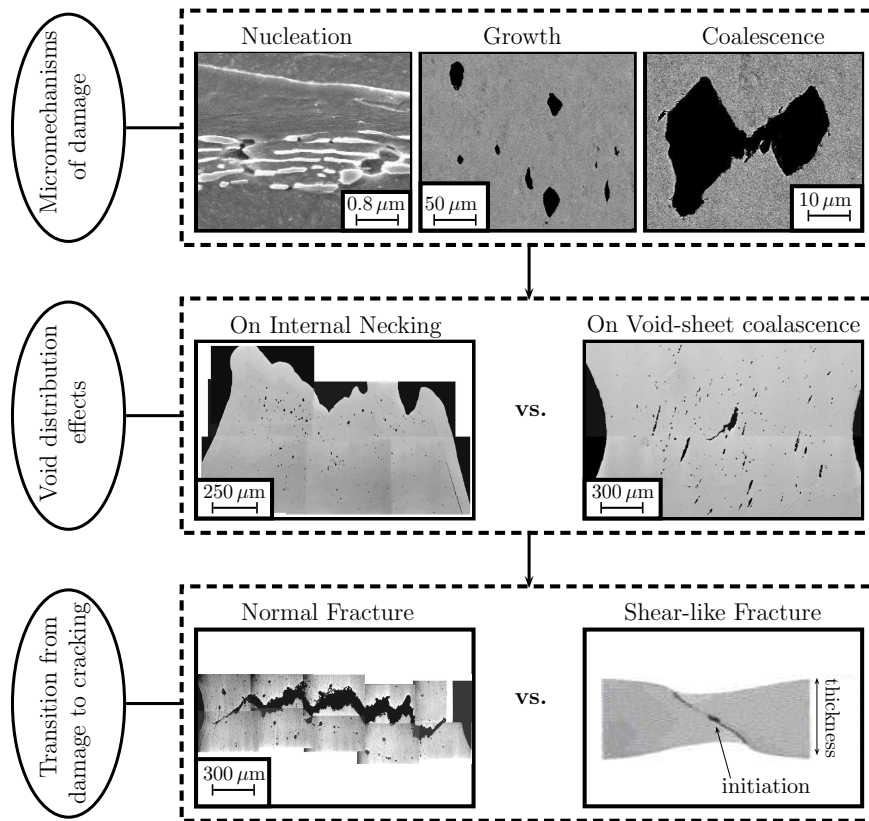 Micromechanisms
of damage
Nucleation
Growth
Coalescence
0.8 μm
50 μm
10 μm
Void distribution
effects
On Internal Necking
vs.
On Void-sheet coalascence
250 μm
300 μm
Transition from
damage to cracking
Normal Fracture
vs.
Shear-like Fracture
300 μm
thickness
initiation